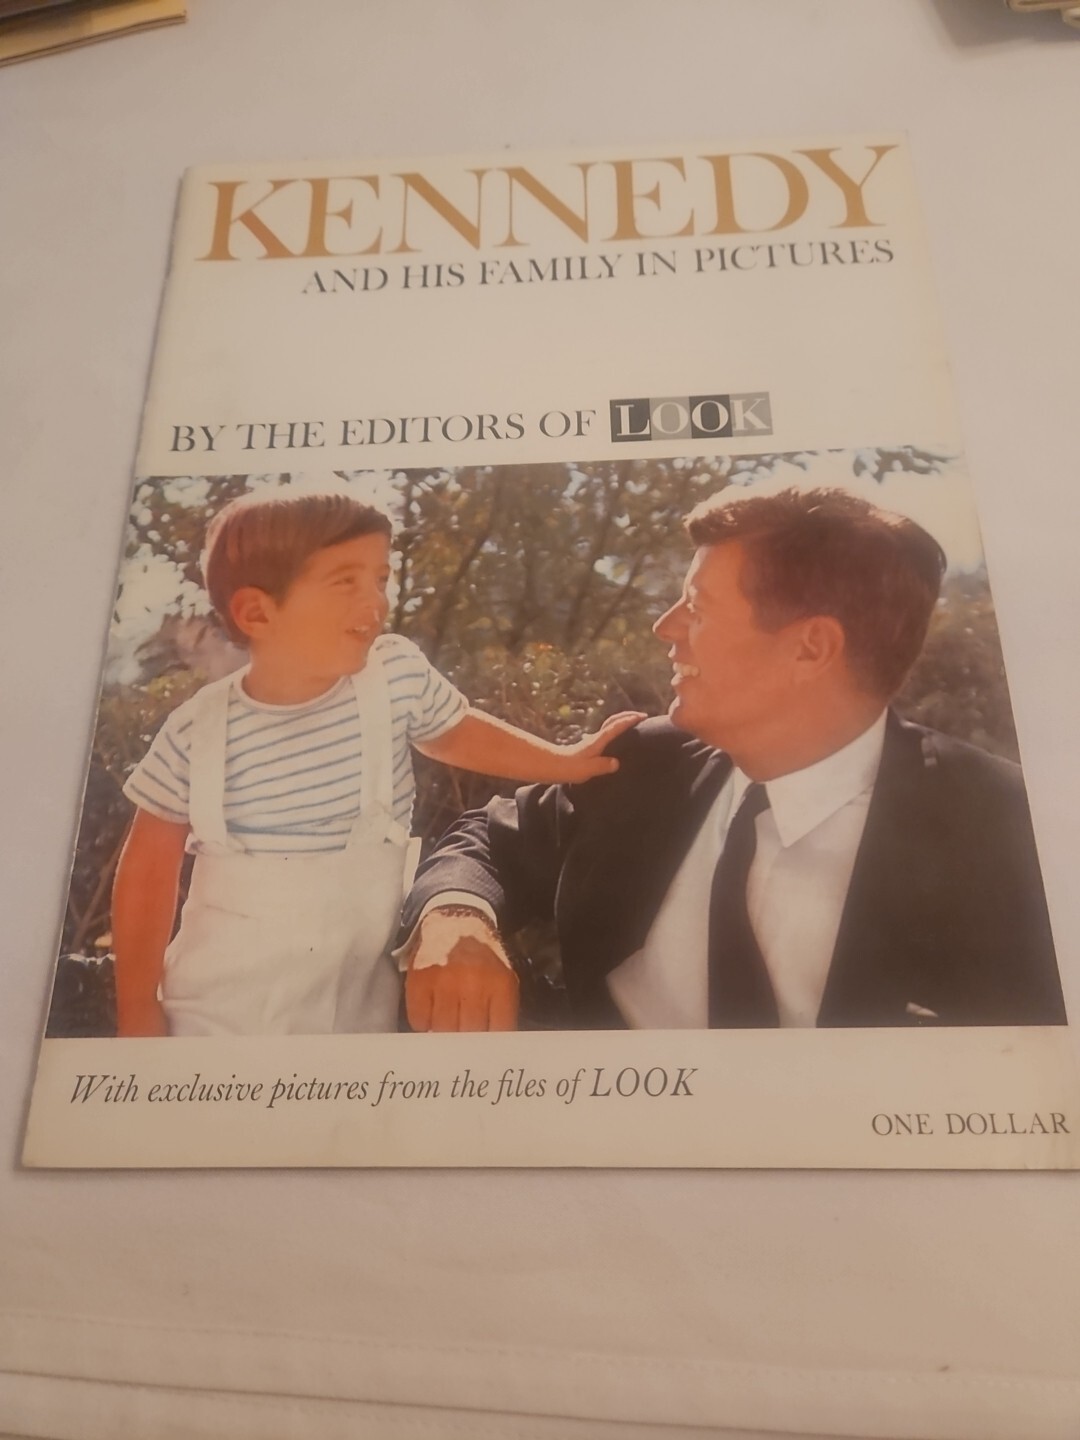 KENNEDY
AND HIS FAMILY IN PICTURES
BY THE EDITORS OF LOOK
With exclusive pictures from the files of LOOK
ONE DOLLAR